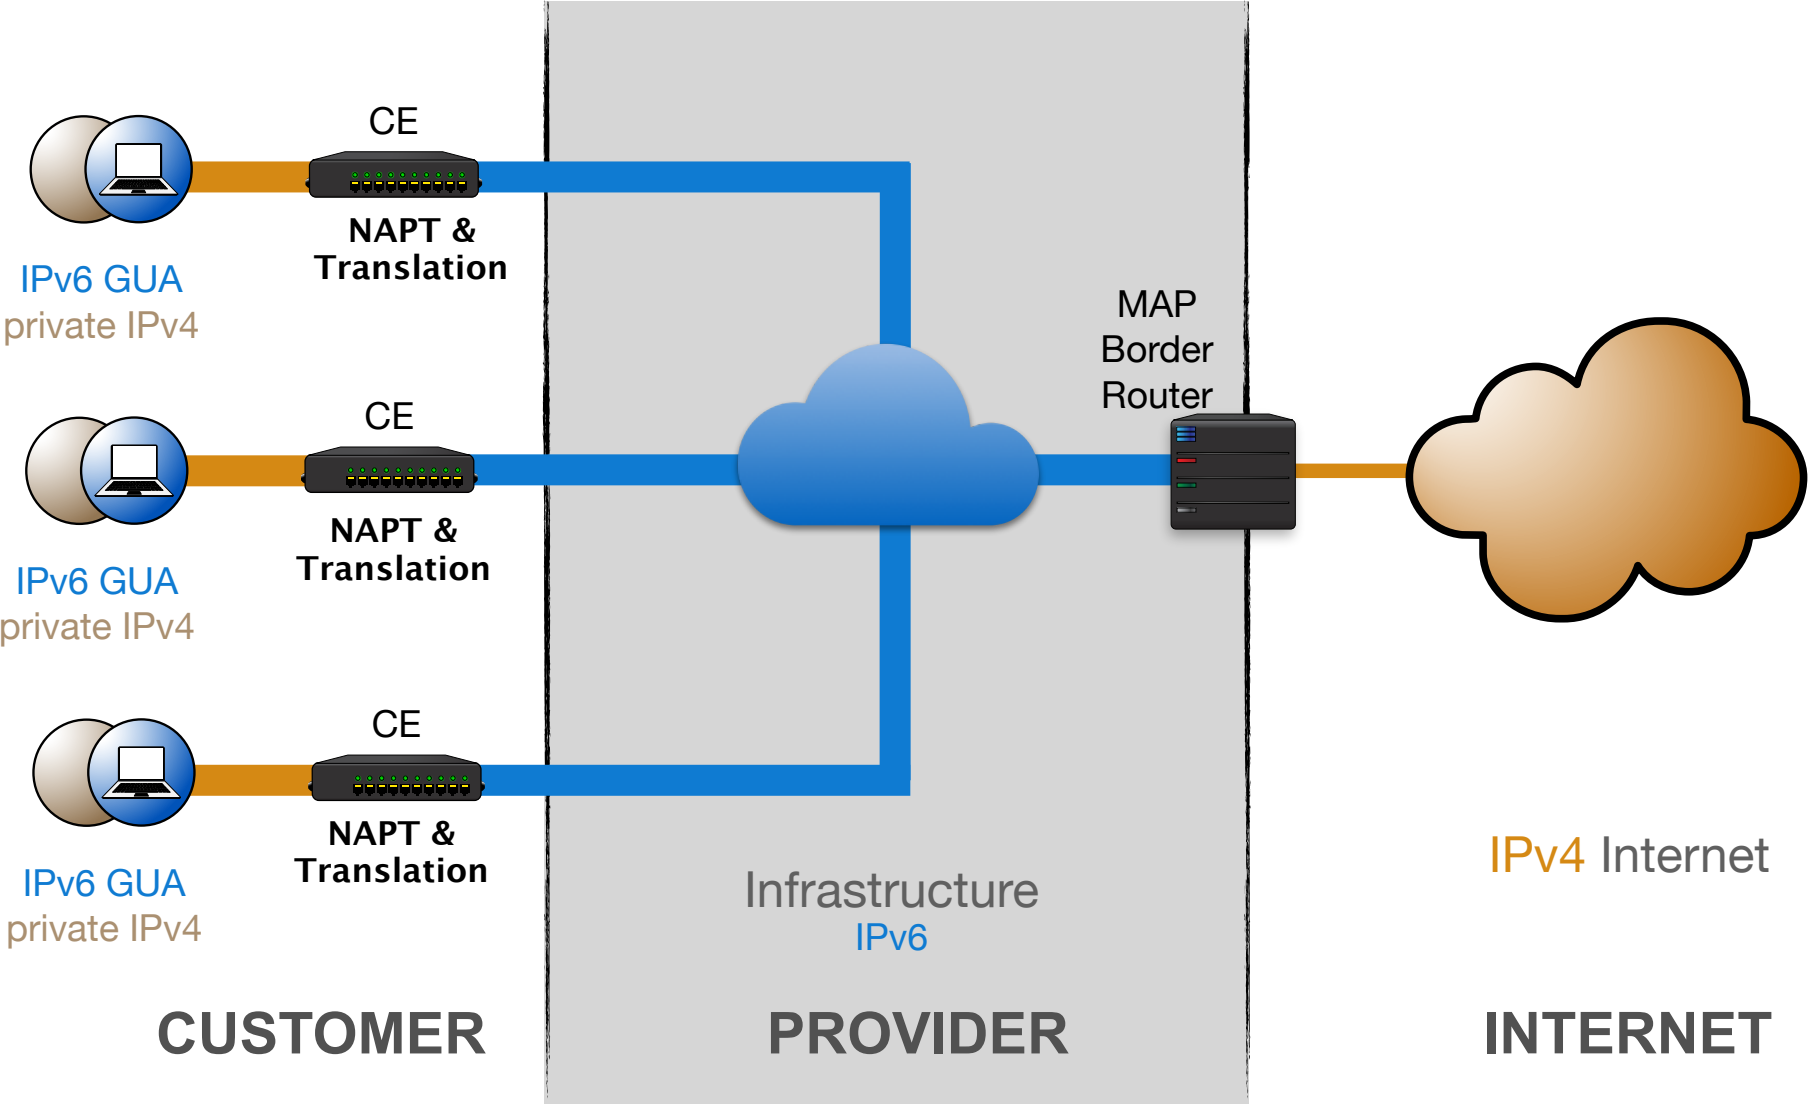 CE
NAPT &
Translation
IPv6 GUA
private IPv4
MAP
Border
Router
CE
NAPT &
Translation
IPv6 GUA
private IPv4
CE
NAPT &
Translation
IPv6 GUA
private IPv4
Infrastructure
IPv6
IPv4 Internet
CUSTOMER
PROVIDER
INTERNET